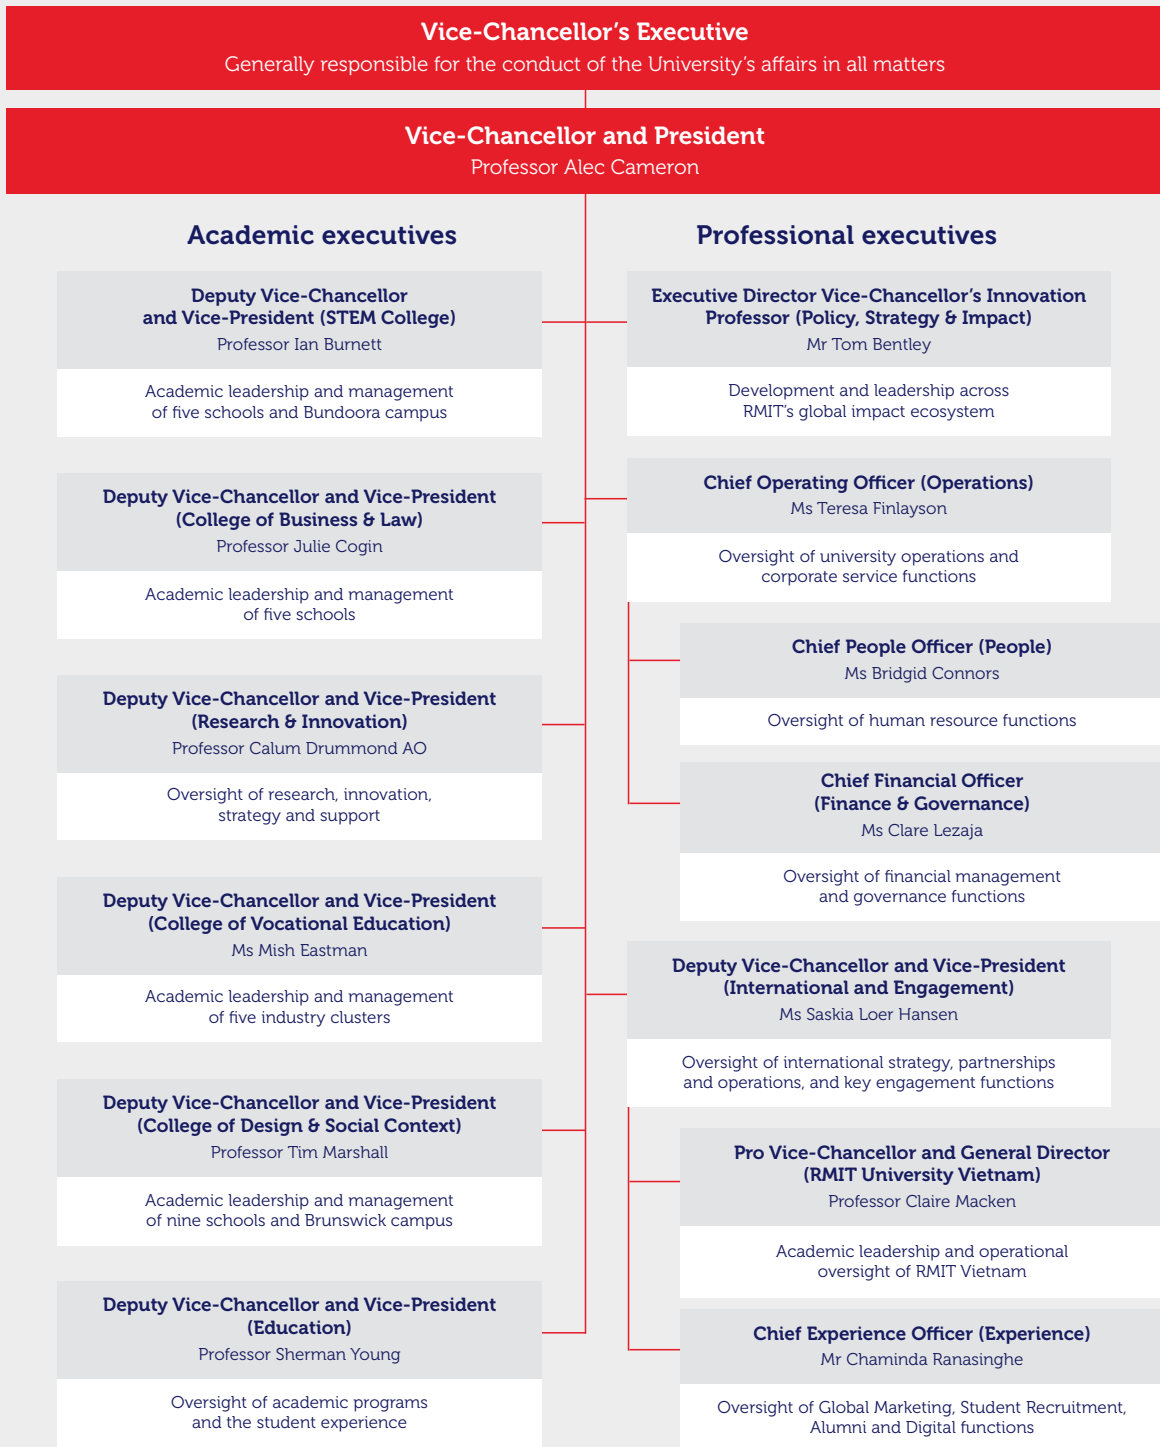 Vice-Chancellor’s Executive
Generally responsible for the conduct of the University’s affairs in all matters
Vice-Chancellor and President
Professor Alec Cameron
Academic executives
Deputy Vice-Chancellor
and Vice-President (STEM College)
Professor Ian Burnett
Academic leadership and management
of five schools and Bundoora campus
Deputy Vice-Chancellor and Vice-President
(College of Business & Law)
Professor Julie Cogin
Academic leadership and management
of five schools
Deputy Vice-Chancellor and Vice-President
(Research & Innovation)
Professor Calum Drummond AO
Oversight of research, innovation,
strategy and support
Deputy Vice-Chancellor and Vice-President
(College of Vocational Education)
Ms Mish Eastman
Academic leadership and management
of five industry clusters
Deputy Vice-Chancellor and Vice-President
(College of Design & Social Context)
Professor Tim Marshall
Academic leadership and management
of nine schools and Brunswick campus
Deputy Vice-Chancellor and Vice-President
(Education)
Professor Sherman Young
Oversight of academic programs
and the student experience
Professional executives
Executive Director Vice-Chancellor’s Innovation
Professor (Policy, Strategy & Impact)
Mr Tom Bentley
Development and leadership across
RMIT’s global impact ecosystem
Chief Operating Officer (Operations)
Ms Teresa Finlayson
Oversight of university operations and
corporate service functions
Chief People Officer (People)
Ms Bridgid Connors
Oversight of human resource functions
Chief Financial Officer
(Finance & Governance)
Ms Clare Lezaja
Oversight of financial management
and governance functions
Deputy Vice-Chancellor and Vice-President
(International and Engagement)
Ms Saskia Loer Hansen
Oversight of international strategy, partnerships
and operations, and key engagement functions
Pro Vice-Chancellor and General Director
(RMIT University Vietnam)
Professor Claire Macken
Academic leadership and operational
oversight of RMIT Vietnam
Chief Experience Officer (Experience)
Mr Chaminda Ranasinghe
Oversight of Global Marketing, Student Recruitment,
Alumni and Digital functions